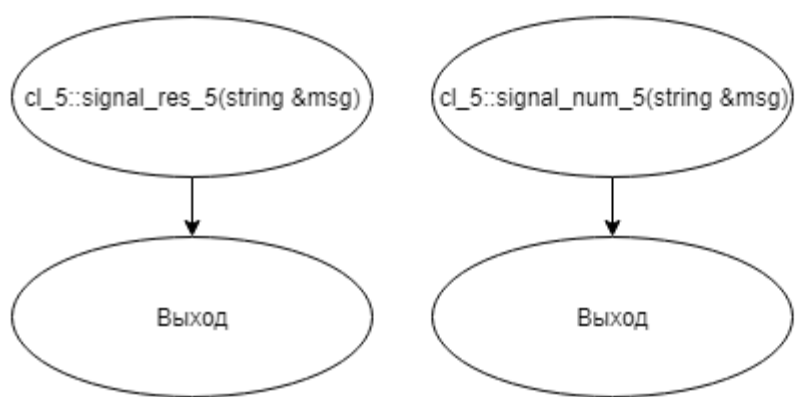 cl_5::signal_res_5(string &msg)
cl_5::signal_num_5(string &msg)
Выход
Выход